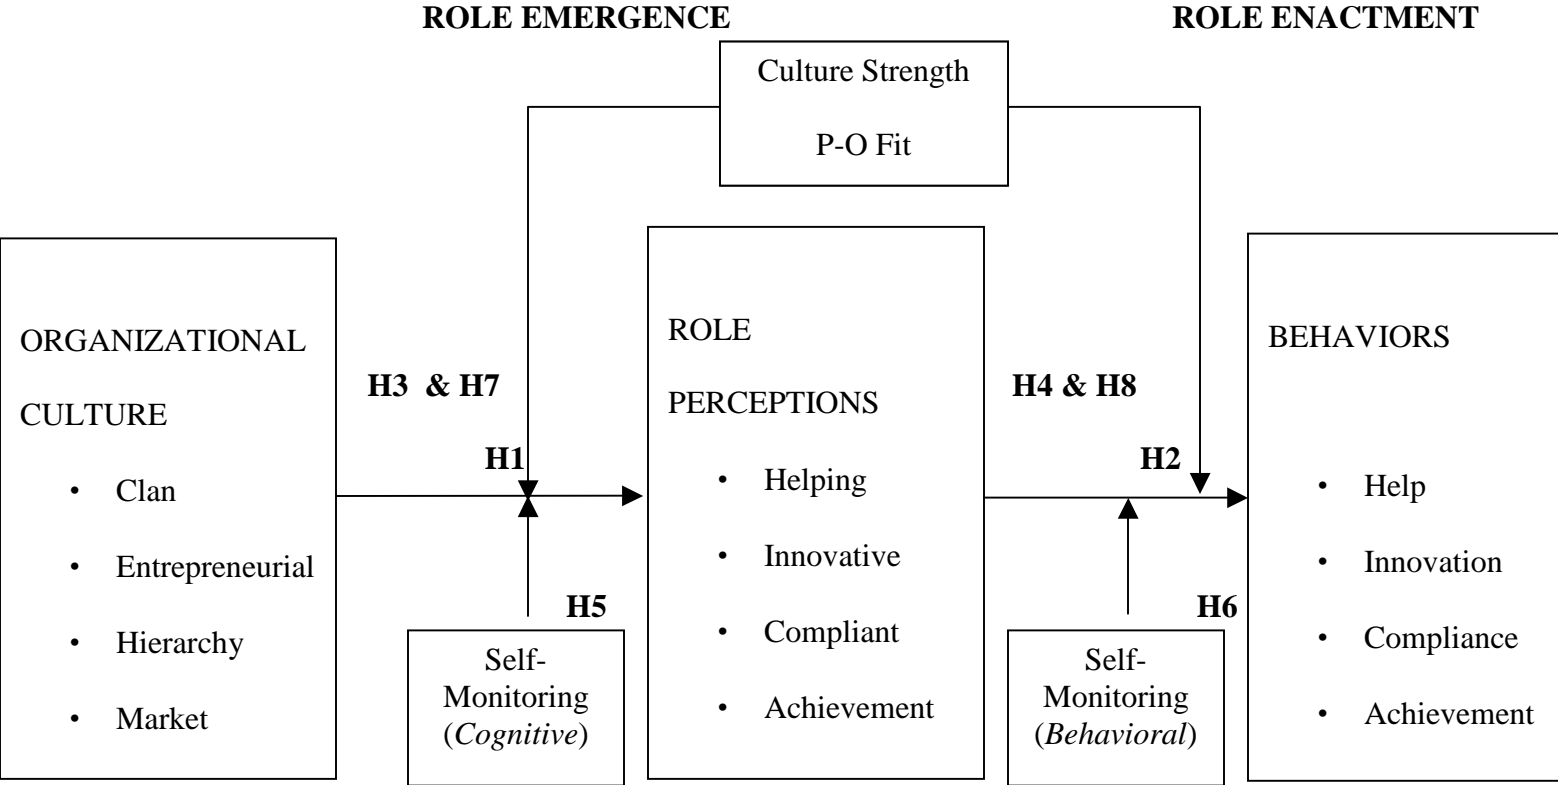 ROLE EMERGENCE
ROLE ENACTMENT
Culture Strength
P-O Fit
ORGANIZATIONAL
CULTURE
• Clan
• Entrepreneurial
• Hierarchy
• Market
H3 & H7
H1
H5
Self-
Monitoring
(Cognitive)
ROLE
PERCEPTIONS
• Helping
• Innovative
• Compliant
• Achievement
H4 & H8
H2
H6
Self-
Monitoring
(Behavioral)
BEHAVIORS
• Help
• Innovation
• Compliance
• Achievement